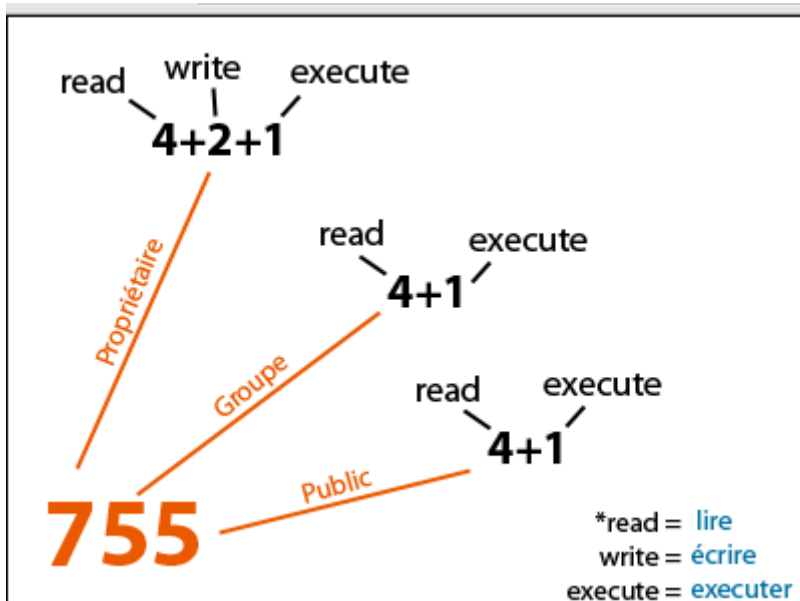 read write execute
4+2+1
Propriétaire
read execute
4+1
Groupe
read execute
4+1
Public
755
*read = lire
write = écrire
execute = executer